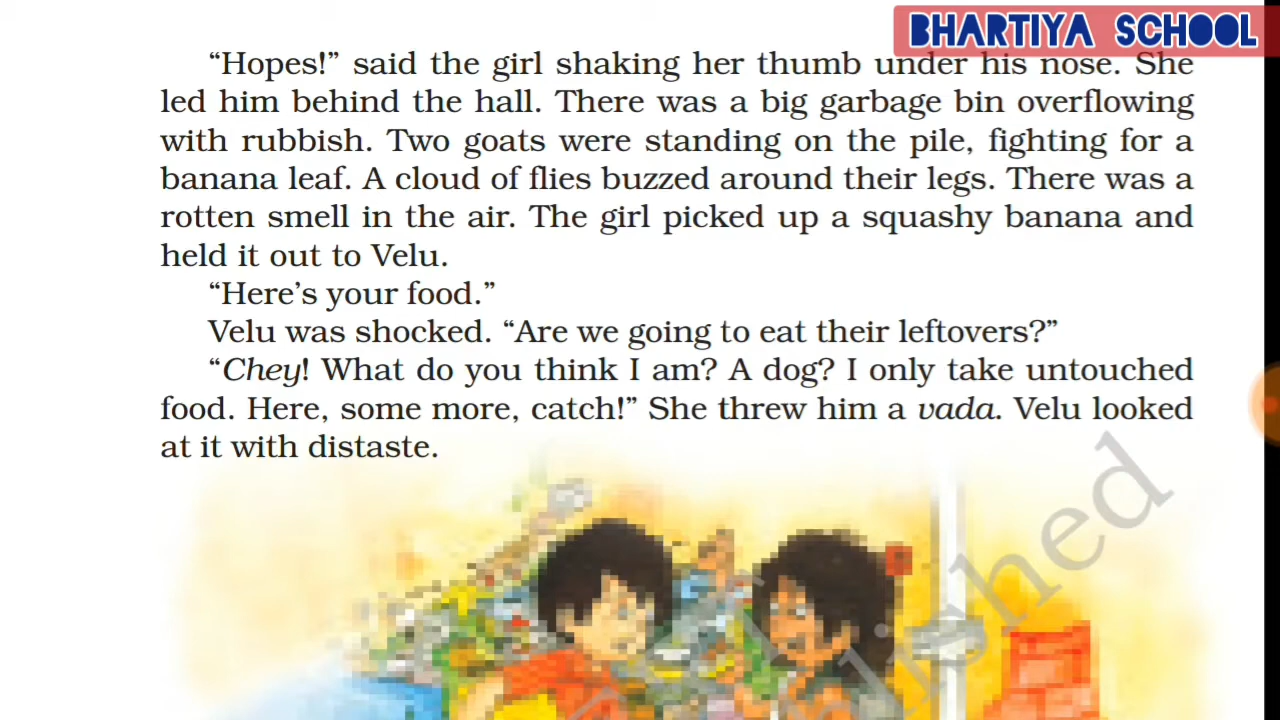 BHARTIYA SCHOOL
“Hopes!” said the girl shaking her thumb under his nose. She
led him behind the hall. There was a big garbage bin overflowing
with rubbish. Two goats were standing on the pile, fighting for a
banana leaf. A cloud of flies buzzed around their legs. There was a
rotten smell in the air. The girl picked up a squashy banana and
held it out to Velu.
“Here’s your food.”
Velu was shocked. “Are we going to eat their leftovers?”
“Chey! What do you think I am? A dog? I only take untouched
food. Here, some more, catch!” She threw him a vada. Velu looked
at it with distaste.